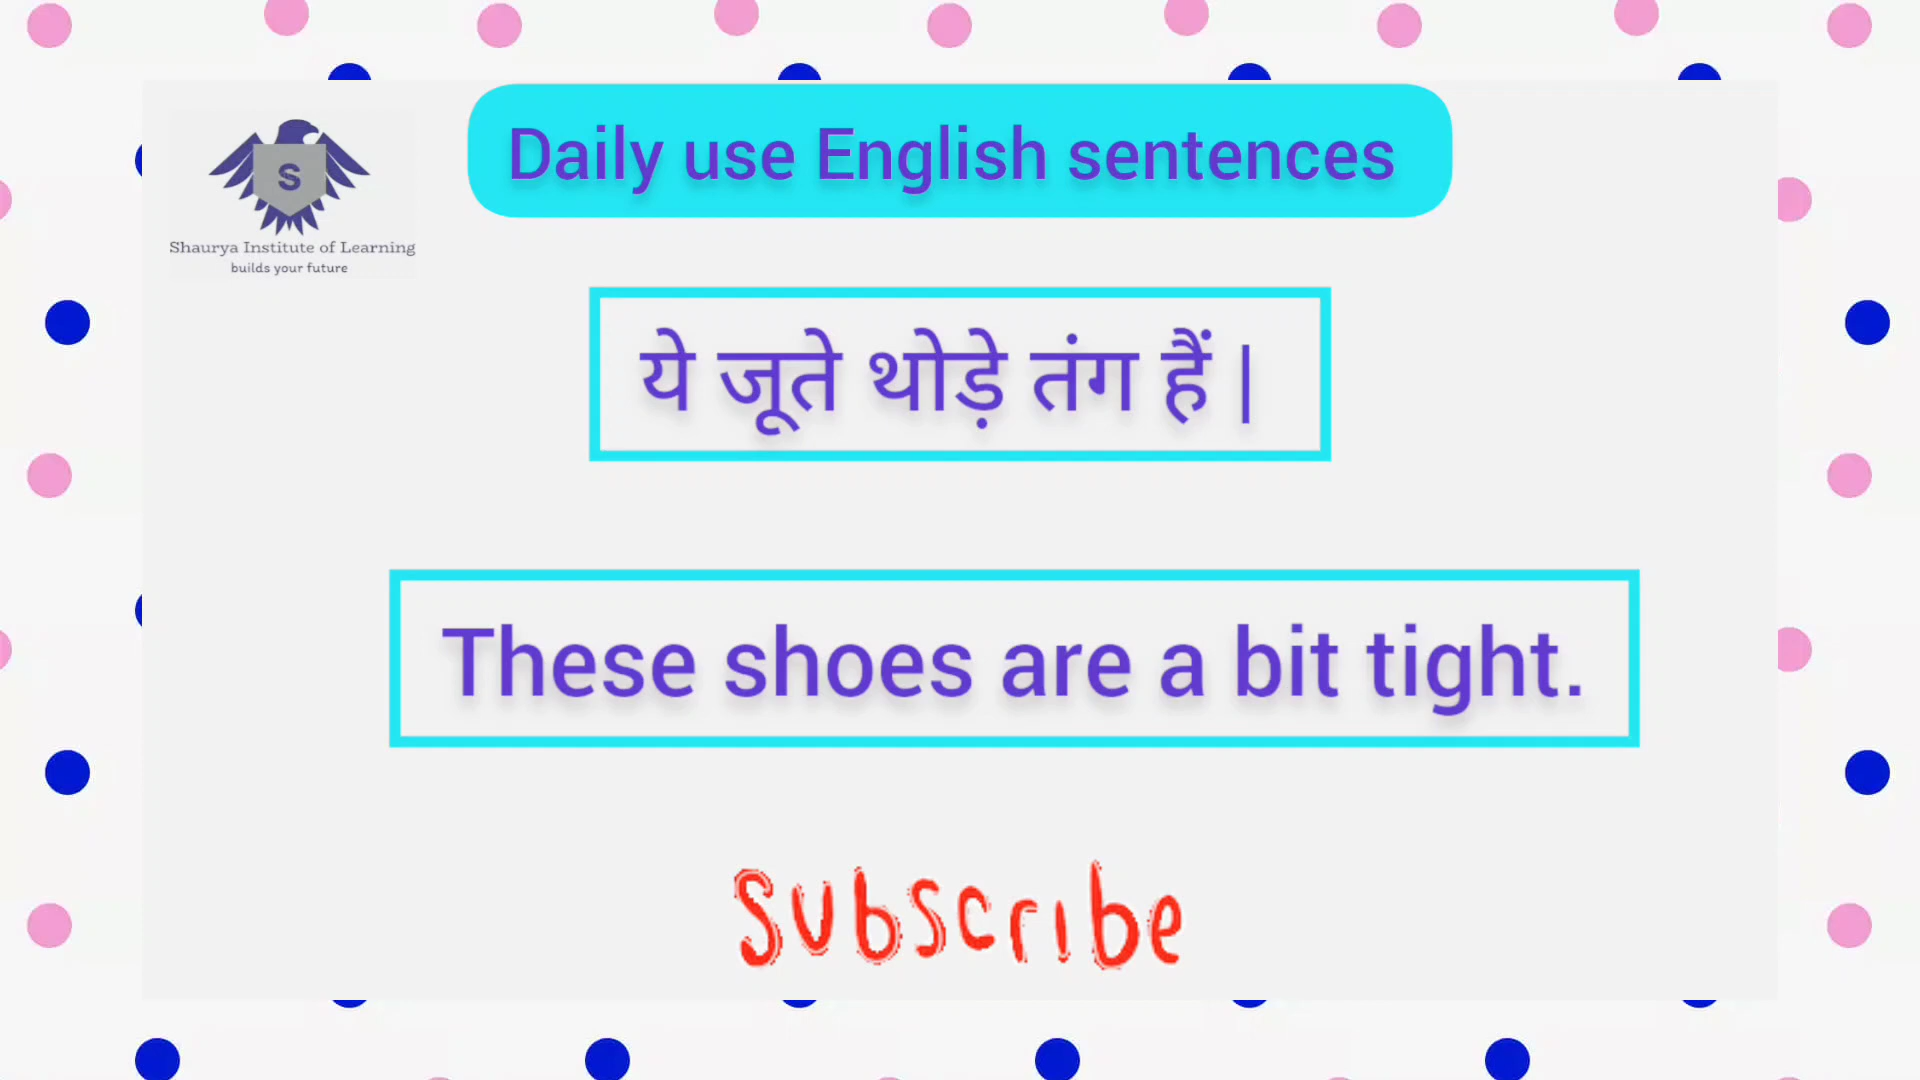 Daily use English sentences
S
Shaurya Institute of Learning
builds your future
ये जूते थोड़े तंग हैं |
These shoes are a bit tight.
Subscribe